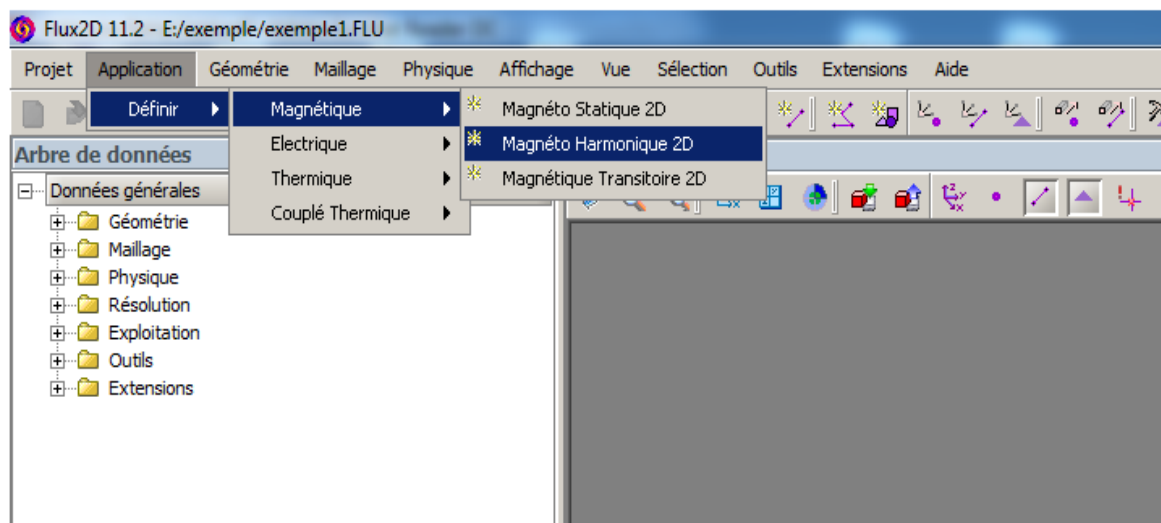 Flux2D 11.2 - E:/exemple/exemple1.FLU
Projet Application Géométrie Maillage Physique Affichage Vue Sélection Outils Extensions Aide
Définir Magnétique Magnéto Statique 2D
Electrique Magnéto Harmonique 2D
Thermique Magnétique Transitoire 2D
Couplé Thermique
Arbre de données
Données générales
Géométrie
Maillage
Physique
Résolution
Exploitation
Outils
Extensions